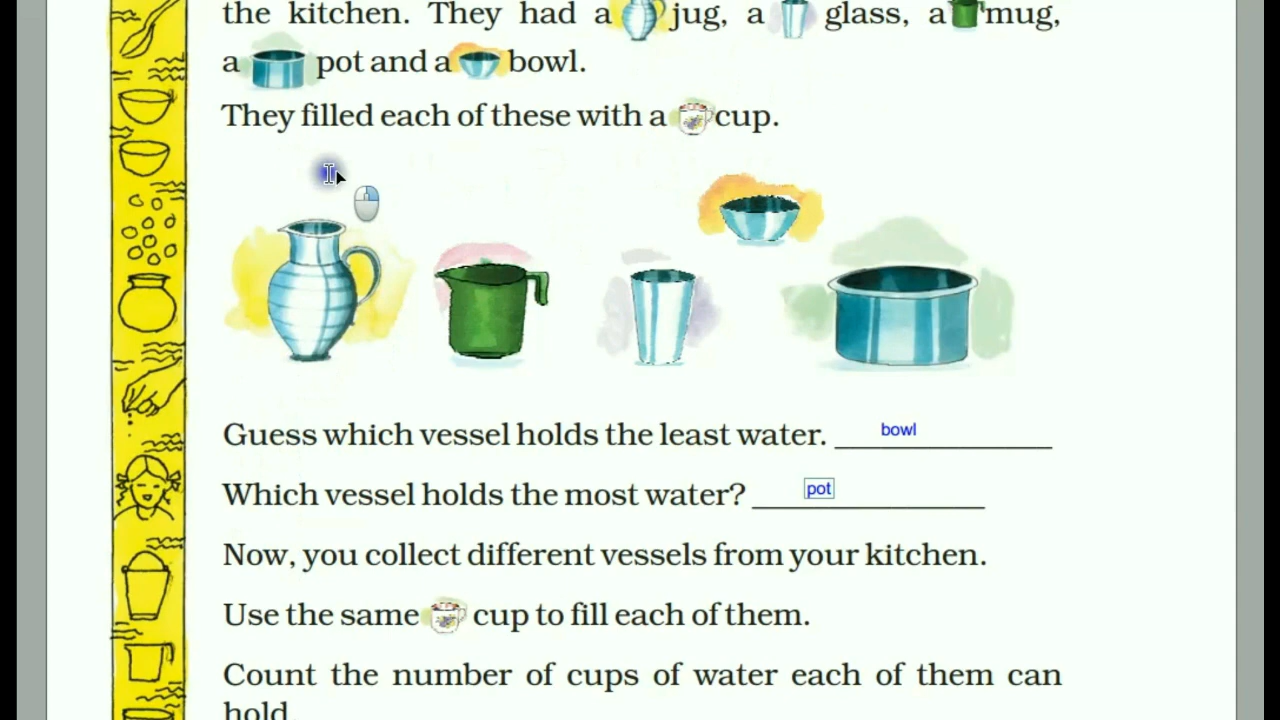 the kitchen. They had a jug, a glass, a mug,
a pot and a bowl.
They filled each of these with a cup.
Guess which vessel holds the least water. bowl
Which vessel holds the most water? pot
Now, you collect different vessels from your kitchen.
Use the same cup to fill each of them.
Count the number of cups of water each of them can
hold.